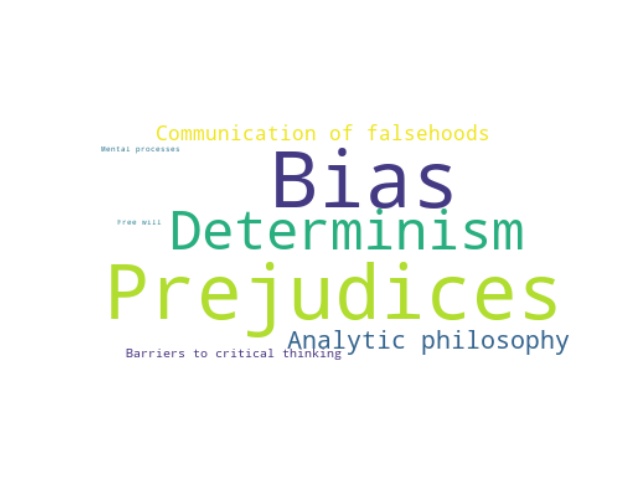 Communication of falsehoods
Mental processes
Bias
Free will
Determinism
Prejudices
Analytic philosophy
Barriers to critical thinking